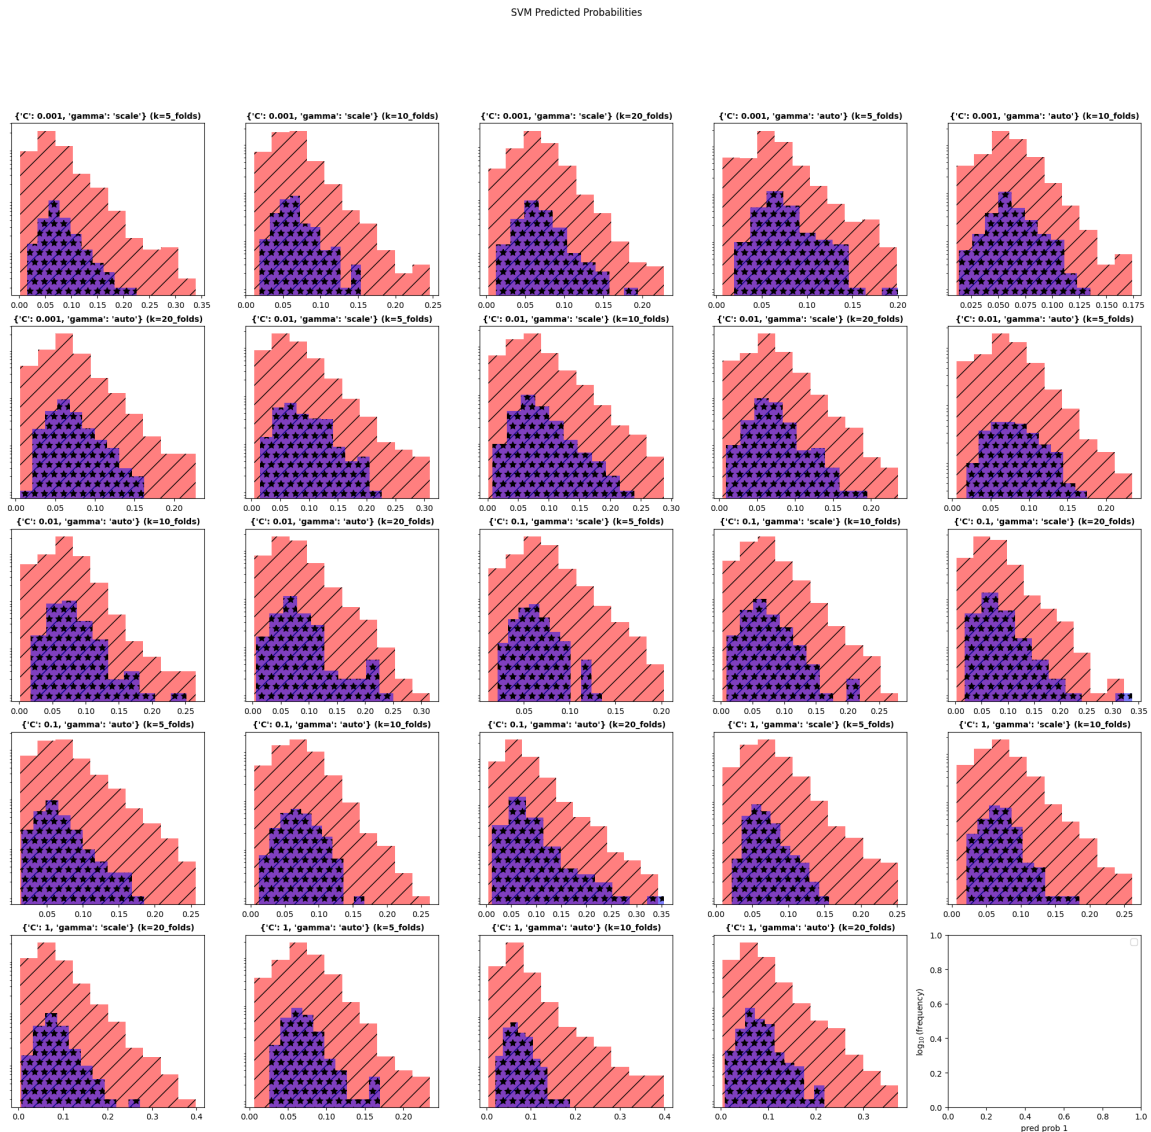 SVM Predicted Probabilities
{'C': 0.001, 'gamma': 'scale'} (k=5_folds)
0.00 0.05 0.10 0.15 0.20 0.25 0.30 0.35
{'C': 0.001, 'gamma': 'scale'} (k=10_folds)
0.00 0.05 0.10 0.15 0.20 0.25
{'C': 0.001, 'gamma': 'scale'} (k=20_folds)
0.00 0.05 0.10 0.15 0.20
{'C': 0.001, 'gamma': 'auto'} (k=5_folds)
0.05 0.10 0.15 0.20
{'C': 0.001, 'gamma': 'auto'} (k=10_folds)
0.025 0.050 0.075 0.100 0.125 0.150 0.175
{'C': 0.001, 'gamma': 'auto'} (k=20_folds)
0.00 0.05 0.10 0.15 0.20
{'C': 0.01, 'gamma': 'scale'} (k=5_folds)
0.00 0.05 0.10 0.15 0.20 0.25 0.30
{'C': 0.01, 'gamma': 'scale'} (k=10_folds)
0.00 0.05 0.10 0.15 0.20 0.25 0.30
{'C': 0.01, 'gamma': 'scale'} (k=20_folds)
0.00 0.05 0.10 0.15 0.20
{'C': 0.01, 'gamma': 'auto'} (k=5_folds)
0.00 0.05 0.10 0.15 0.20
{'C': 0.01, 'gamma': 'auto'} (k=10_folds)
0.00 0.05 0.10 0.15 0.20 0.25
{'C': 0.01, 'gamma': 'auto'} (k=20_folds)
0.00 0.05 0.10 0.15 0.20 0.25 0.30
{'C': 0.1, 'gamma': 'scale'} (k=5_folds)
0.05 0.10 0.15 0.20
{'C': 0.1, 'gamma': 'scale'} (k=10_folds)
0.00 0.05 0.10 0.15 0.20 0.25
{'C': 0.1, 'gamma': 'scale'} (k=20_folds)
0.00 0.05 0.10 0.15 0.20 0.25 0.30 0.35
{'C': 0.1, 'gamma': 'auto'} (k=5_folds)
0.05 0.10 0.15 0.20 0.25
{'C': 0.1, 'gamma': 'auto'} (k=10_folds)
0.00 0.05 0.10 0.15 0.20 0.25
{'C': 0.1, 'gamma': 'auto'} (k=20_folds)
0.00 0.05 0.10 0.15 0.20 0.25 0.30 0.35
{'C': 1, 'gamma': 'scale'} (k=5_folds)
0.00 0.05 0.10 0.15 0.20 0.25
{'C': 1, 'gamma': 'scale'} (k=10_folds)
0.00 0.05 0.10 0.15 0.20 0.25
{'C': 1, 'gamma': 'scale'} (k=20_folds)
0.0 0.1 0.2 0.3 0.4
{'C': 1, 'gamma': 'auto'} (k=5_folds)
0.00 0.05 0.10 0.15 0.20
{'C': 1, 'gamma': 'auto'} (k=10_folds)
0.0 0.1 0.2 0.3 0.4
{'C': 1, 'gamma': 'auto'} (k=20_folds)
0.0 0.1 0.2 0.3
1.0
0.8
0.6
0.4
0.2
0.0
log₁₀(frequency)
0.0 0.2 0.4 0.6 0.8 1.0
pred prob 1